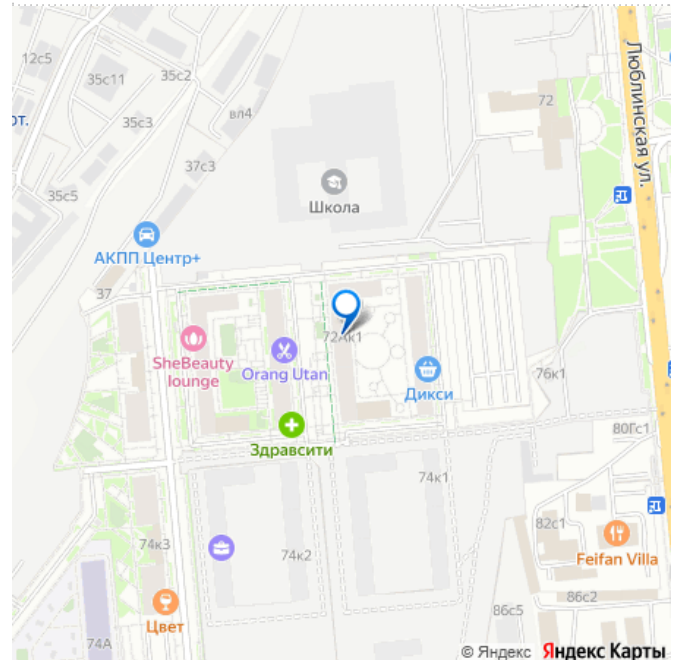 12с5
35с11
35с2
35с3
вл4
72
Люблинская ул.
от.
37с3
35с5
Школа
АКПП Центр+
37
72Ак1
SheBeauty
lounge
Orang Utan
Дикси
76к1
80Гс1
Здравсити
74к1
82с1
Feifan Villa
74к3
74к2
86с2
86с5
Цвет
74А
© Яндекс Яндекс Карты